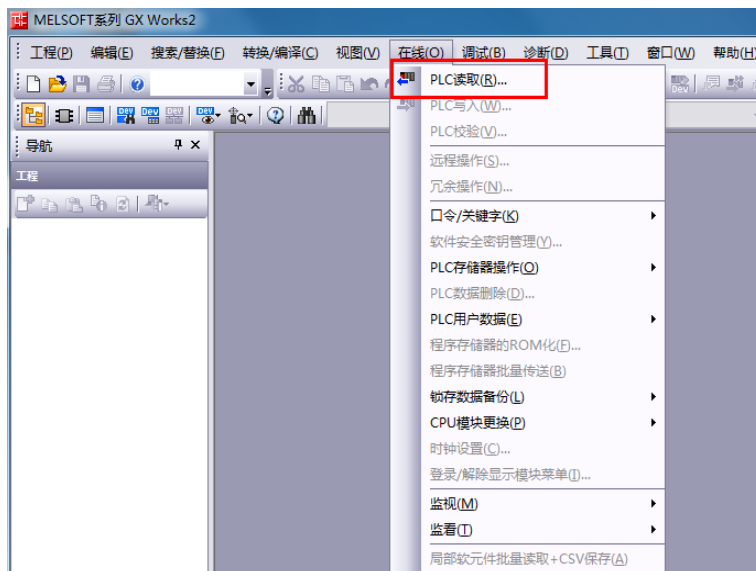 MELSOFT系列 GX Works2
工程(P) 编辑(E) 搜索/替换(F) 转换/编译(C) 视图(V) 在线(O) 调试(B) 诊断(D) 工具(T) 窗口(W) 帮助(H)
导航
工程
PLC读取(R)...
PLC写入(W)...
PLC校验(V)...
远程操作(S)...
冗余操作(N)...
口令/关键字(K)
软件安全密钥管理(Y)...
PLC存储器操作(O)
PLC数据删除(D)...
PLC用户数据(E)
程序存储器的ROM化(F)...
程序存储器批量传送(B)
锁存数据备份(L)
CPU模块更换(P)
时钟设置(C)...
登录/解除显示模块菜单(I)...
监视(M)
监看(T)
局部软元件批量读取+CSV保存(A)